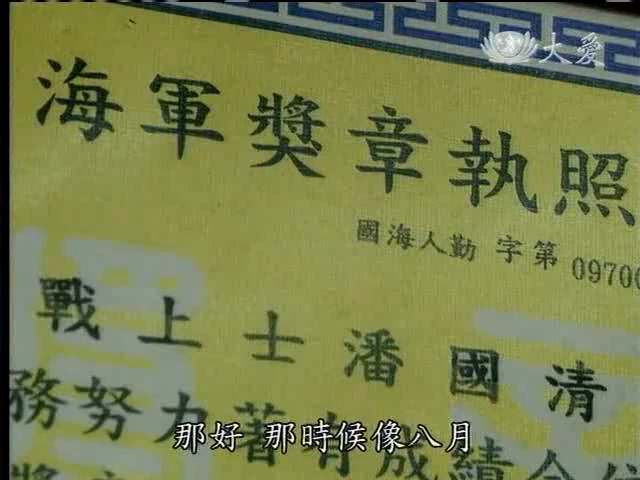 大愛
海軍獎章執照
國海人勤 字第 09700
戰上士潘國清
務努力著有成績合
那好 那時候像八月